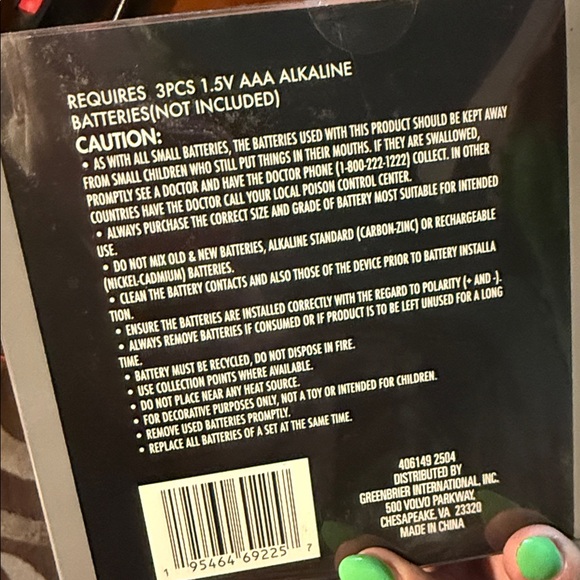 REQUIRES 3PCS 1.5V AAA ALKALINE
BATTERIES(NOT INCLUDED)
CAUTION:
• AS WITH ALL SMALL BATTERIES, THE BATTERIES USED WITH THIS PRODUCT SHOULD BE KEPT AWAY
FROM SMALL CHILDREN WHO STILL PUT THINGS IN THEIR MOUTHS. IF THEY ARE SWALLOWED,
PROMPTLY SEE A DOCTOR AND HAVE THE DOCTOR PHONE (1-800-222-1222) COLLECT. IN OTHER
COUNTRIES HAVE THE DOCTOR CALL YOUR LOCAL POISON CONTROL CENTER.
• ALWAYS PURCHASE THE CORRECT SIZE AND GRADE OF BATTERY MOST SUITABLE FOR INTENDED
USE.
• DO NOT MIX OLD & NEW BATTERIES, ALKALINE STANDARD (CARBON-ZINC) OR RECHARGEABLE
(NICKEL-CADMIUM) BATTERIES.
• CLEAN THE BATTERY CONTACTS AND ALSO THOSE OF THE DEVICE PRIOR TO BATTERY INSTALLA
TION.
• ENSURE THE BATTERIES ARE INSTALLED CORRECTLY WITH THE REGARD TO POLARITY (+ AND -).
• ALWAYS REMOVE BATTERIES IF CONSUMED OR IF PRODUCT IS TO BE LEFT UNUSED FOR A LONG
TIME.
• BATTERY MUST BE RECYCLED, DO NOT DISPOSE IN FIRE.
• USE COLLECTION POINTS WHERE AVAILABLE.
• DO NOT PLACE NEAR ANY HEAT SOURCE.
• FOR DECORATIVE PURPOSES ONLY, NOT A TOY OR INTENDED FOR CHILDREN.
• REMOVE USED BATTERIES PROMPTLY.
• REPLACE ALL BATTERIES OF A SET AT THE SAME TIME.
406149 2504
DISTRIBUTED BY
GREENBRIER INTERNATIONAL, INC.
500 VOLVO PARKWAY,
CHESAPEAKE, VA 23320
MADE IN CHINA
1 95464 69225 7